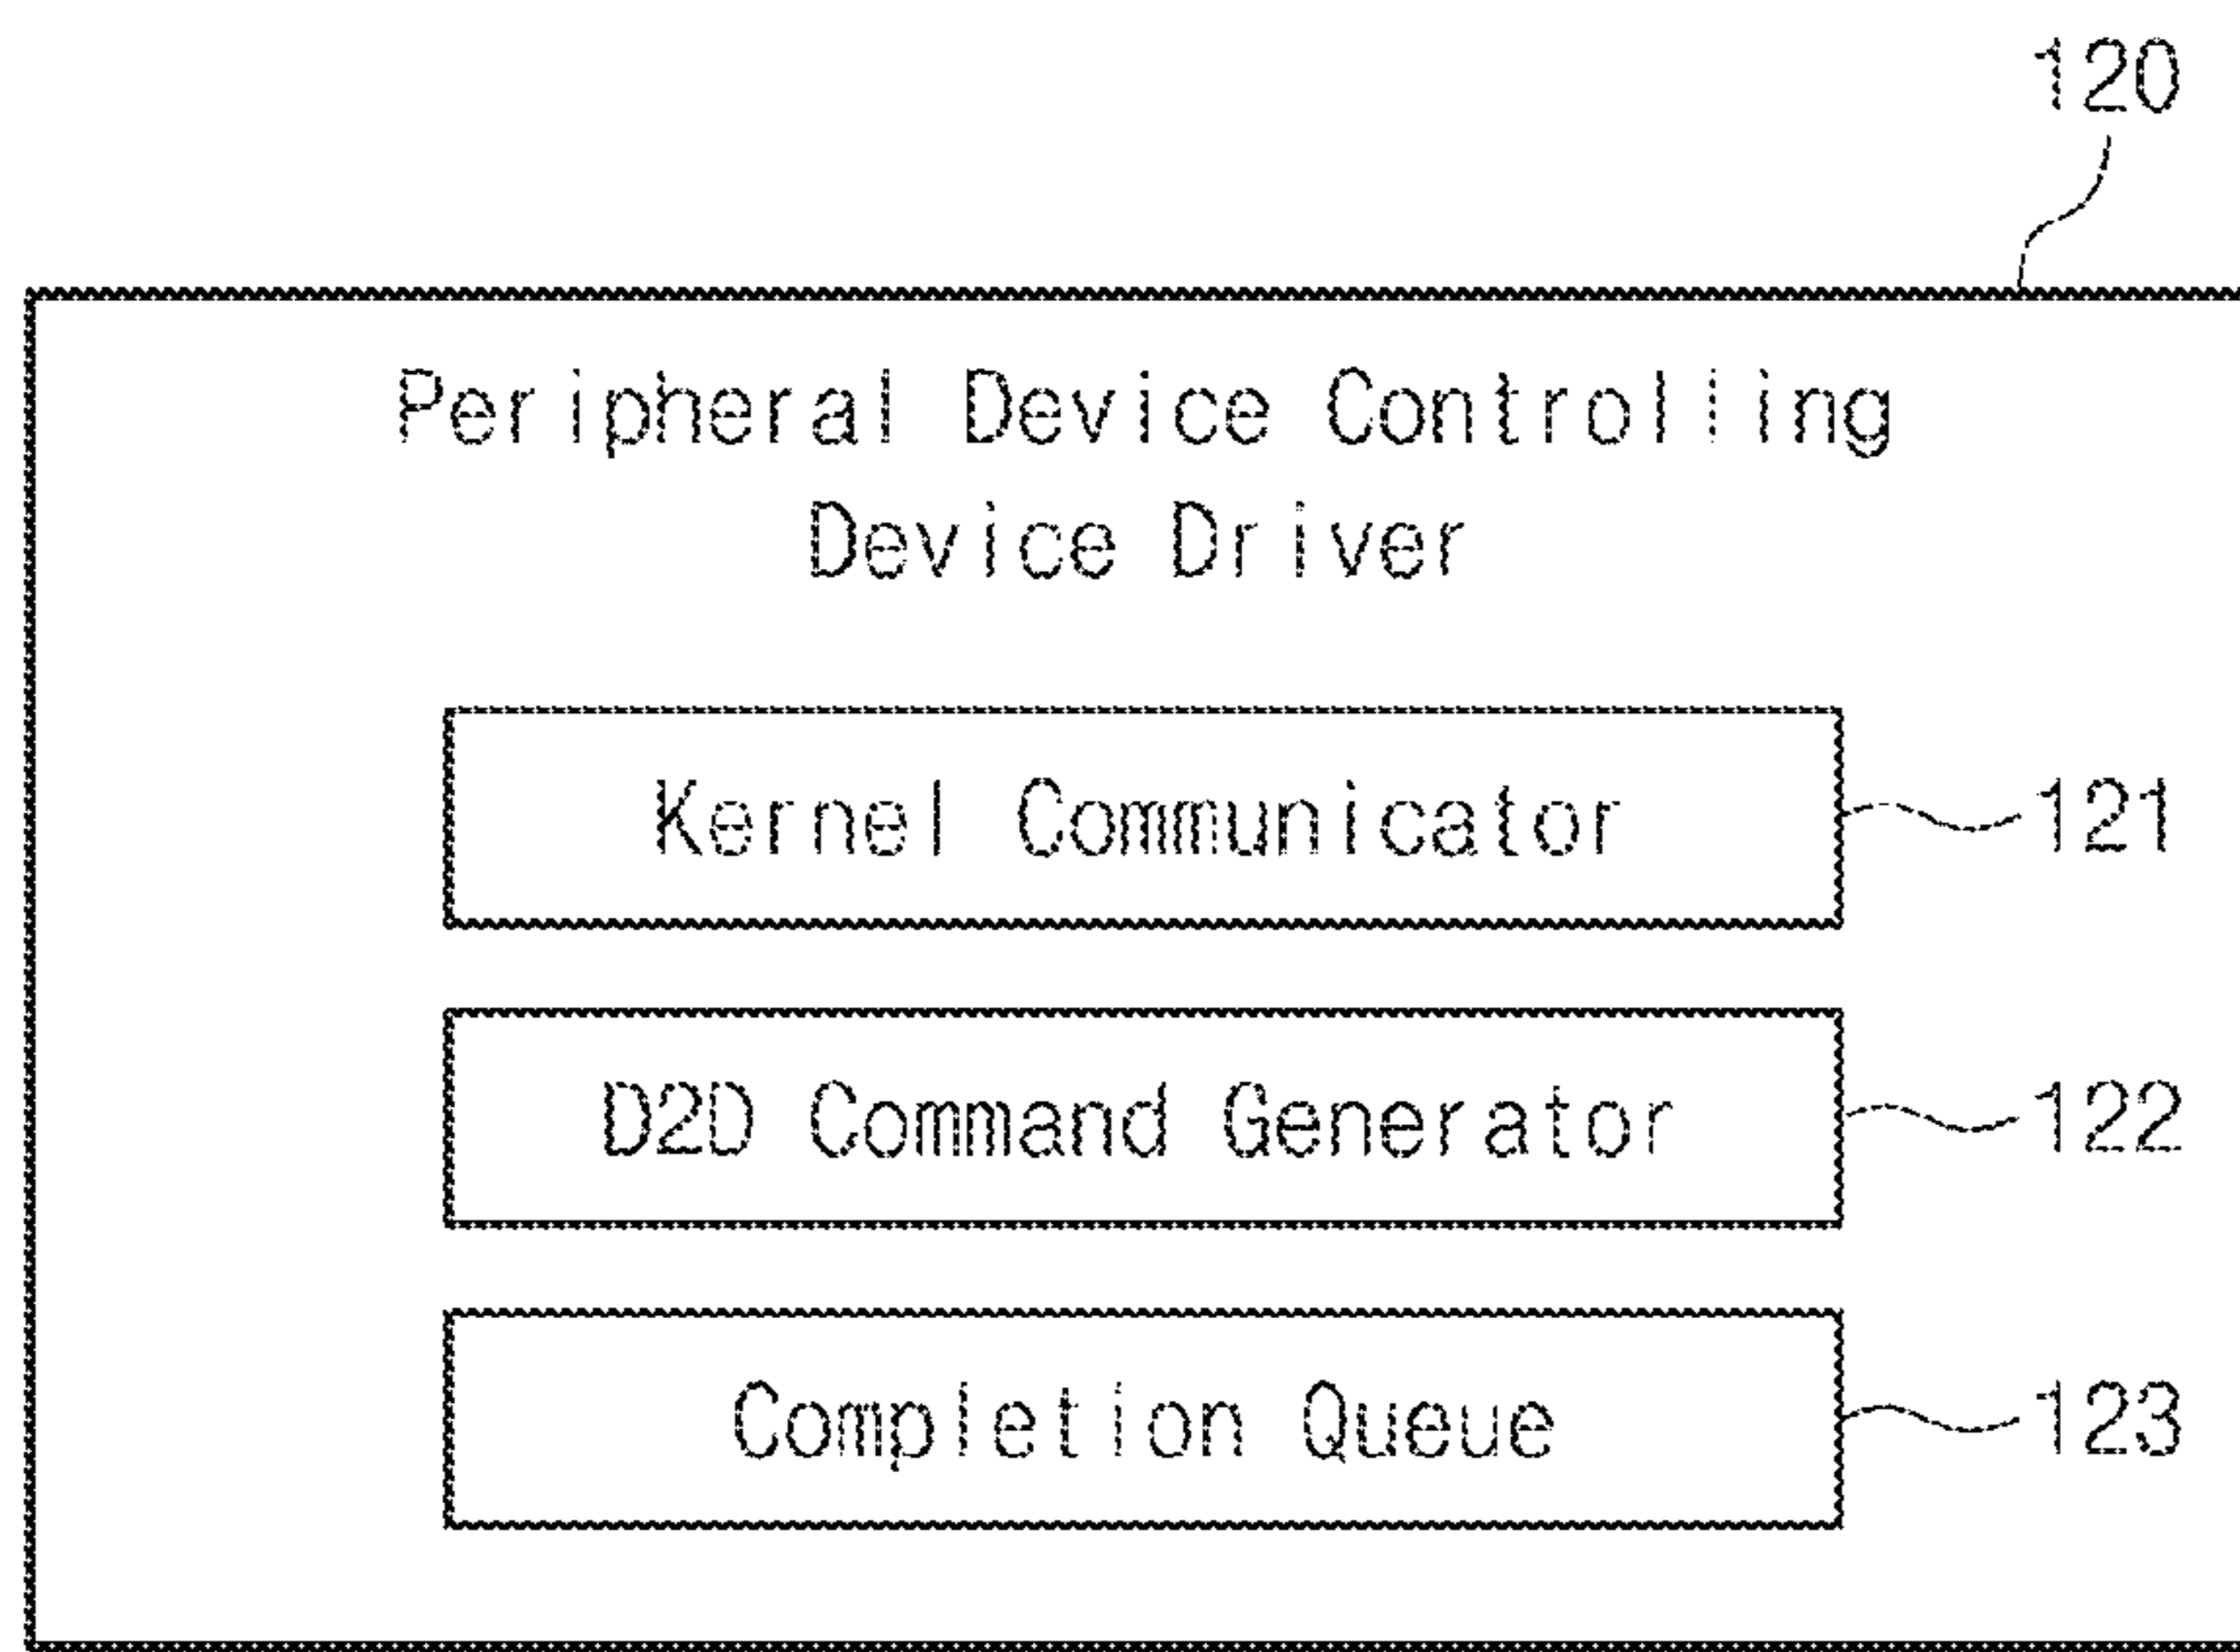 120
Peripheral Device Controlling
Device Driver
Kernel Communicator
121
D2D Command Generator
122
Completion Queue
123